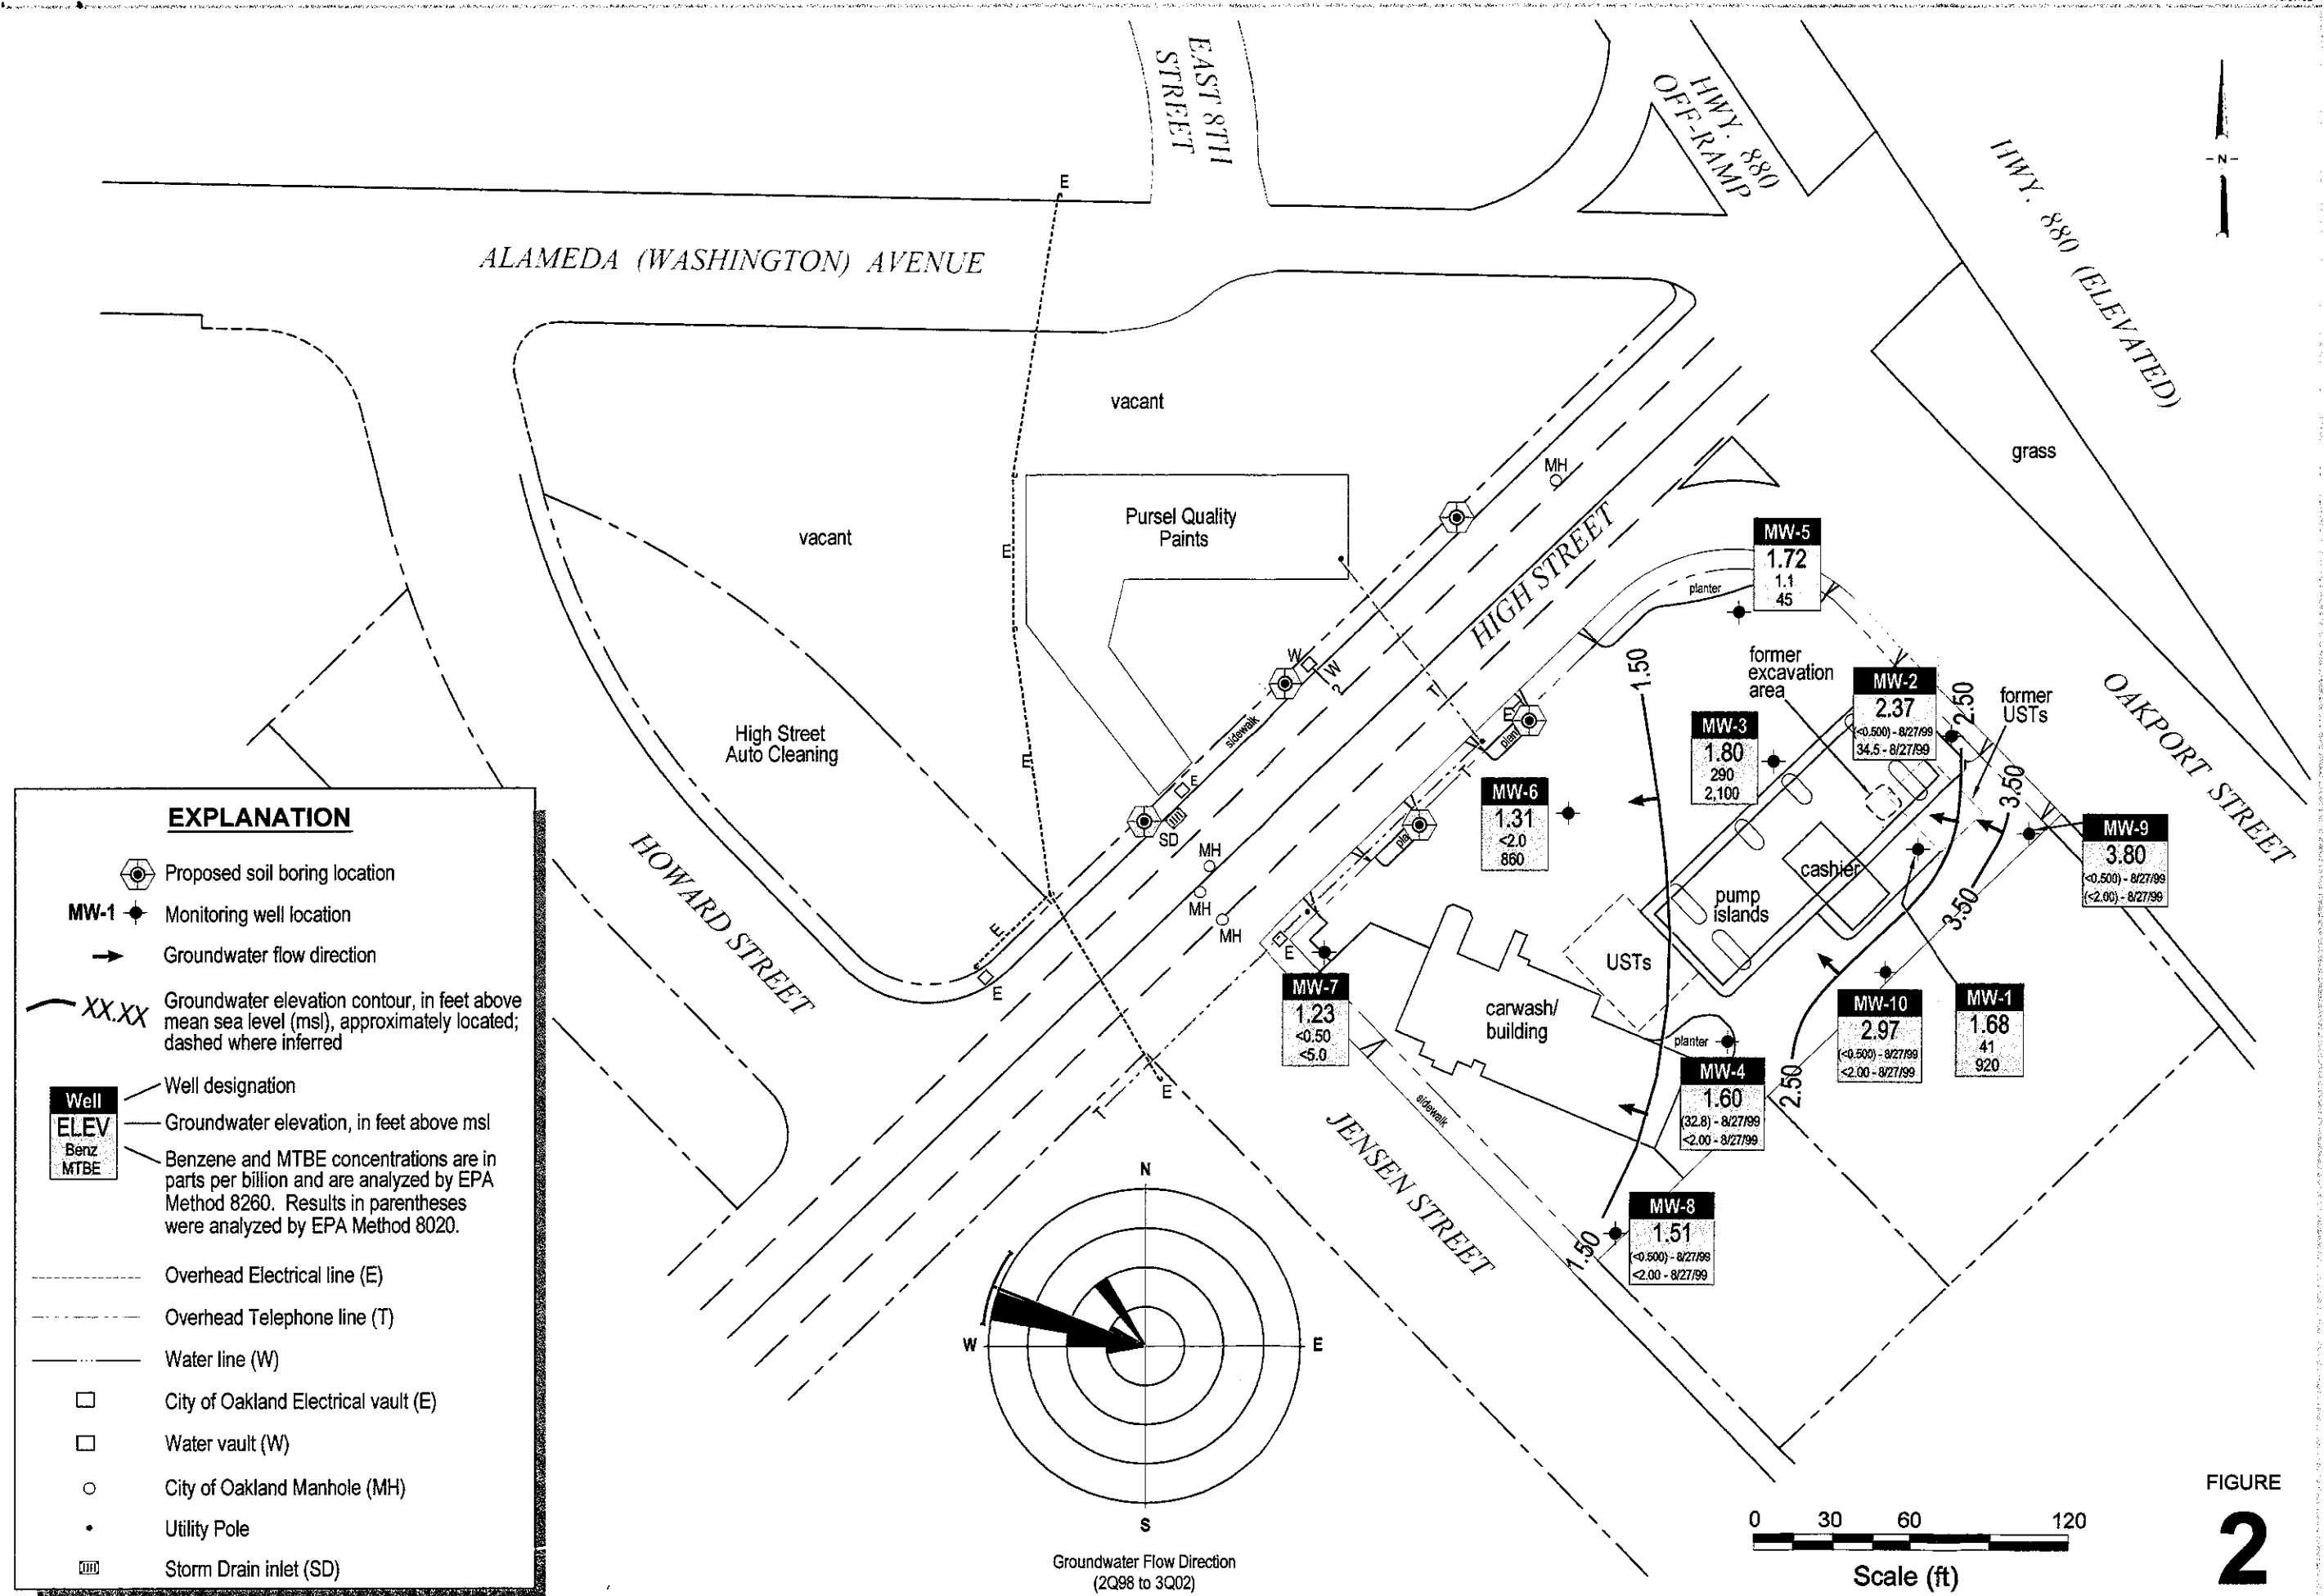 EAST 8TH
STREET
HWY. 880
OFF-RAMP
HWY. 880 (ELEVATED)
- N -
E
ALAMEDA (WASHINGTON) AVENUE
vacant
grass
MH
Pursel Quality
Paints
vacant
E
HIGH STREET
MW-5
1.72
1.1
45
planter
former
excavation
area
1.50
MW-2
2.37
(<0.500) - 8/27/99
34.5 - 8/27/99
2.50
former
USTs
OAKPORT STREET
W
W
2
T
sidewalk
E
MW-3
1.80
290
2,100
High Street
Auto Cleaning
E
E
T
MW-6
1.31
<2.0
860
3.50
MW-9
3.80
(<0.500) - 8/27/99
(<2.00) - 8/27/99
SD
MH
MH
MH
cashier
pump
islands
3.50
HOWARD STREET
E
E
E
USTs
MW-7
1.23
<0.50
<5.0
carwash/
building
planter
MW-10
2.97
(<0.500) - 8/27/99
<2.00 - 8/27/99
MW-1
1.68
41
920
MW-4
1.60
(32.8) - 8/27/99
<2.00 - 8/27/99
2.50
E
T
sidewalk
JENSEN STREET
MW-8
1.51
(<0.500) - 8/27/99
<2.00 - 8/27/99
1.50
EXPLANATION
Proposed soil boring location
MW-1 Monitoring well location
Groundwater flow direction
XX.XX Groundwater elevation contour, in feet above
mean sea level (msl), approximately located;
dashed where inferred
Well
ELEV
Benz
MTBE
Well designation
Groundwater elevation, in feet above msl
Benzene and MTBE concentrations are in
parts per billion and are analyzed by EPA
Method 8260. Results in parentheses
were analyzed by EPA Method 8020.
Overhead Electrical line (E)
Overhead Telephone line (T)
Water line (W)
City of Oakland Electrical vault (E)
Water vault (W)
City of Oakland Manhole (MH)
Utility Pole
Storm Drain inlet (SD)
N
W
E
S
Groundwater Flow Direction
(2Q98 to 3Q02)
0 30 60 120
Scale (ft)
FIGURE
2